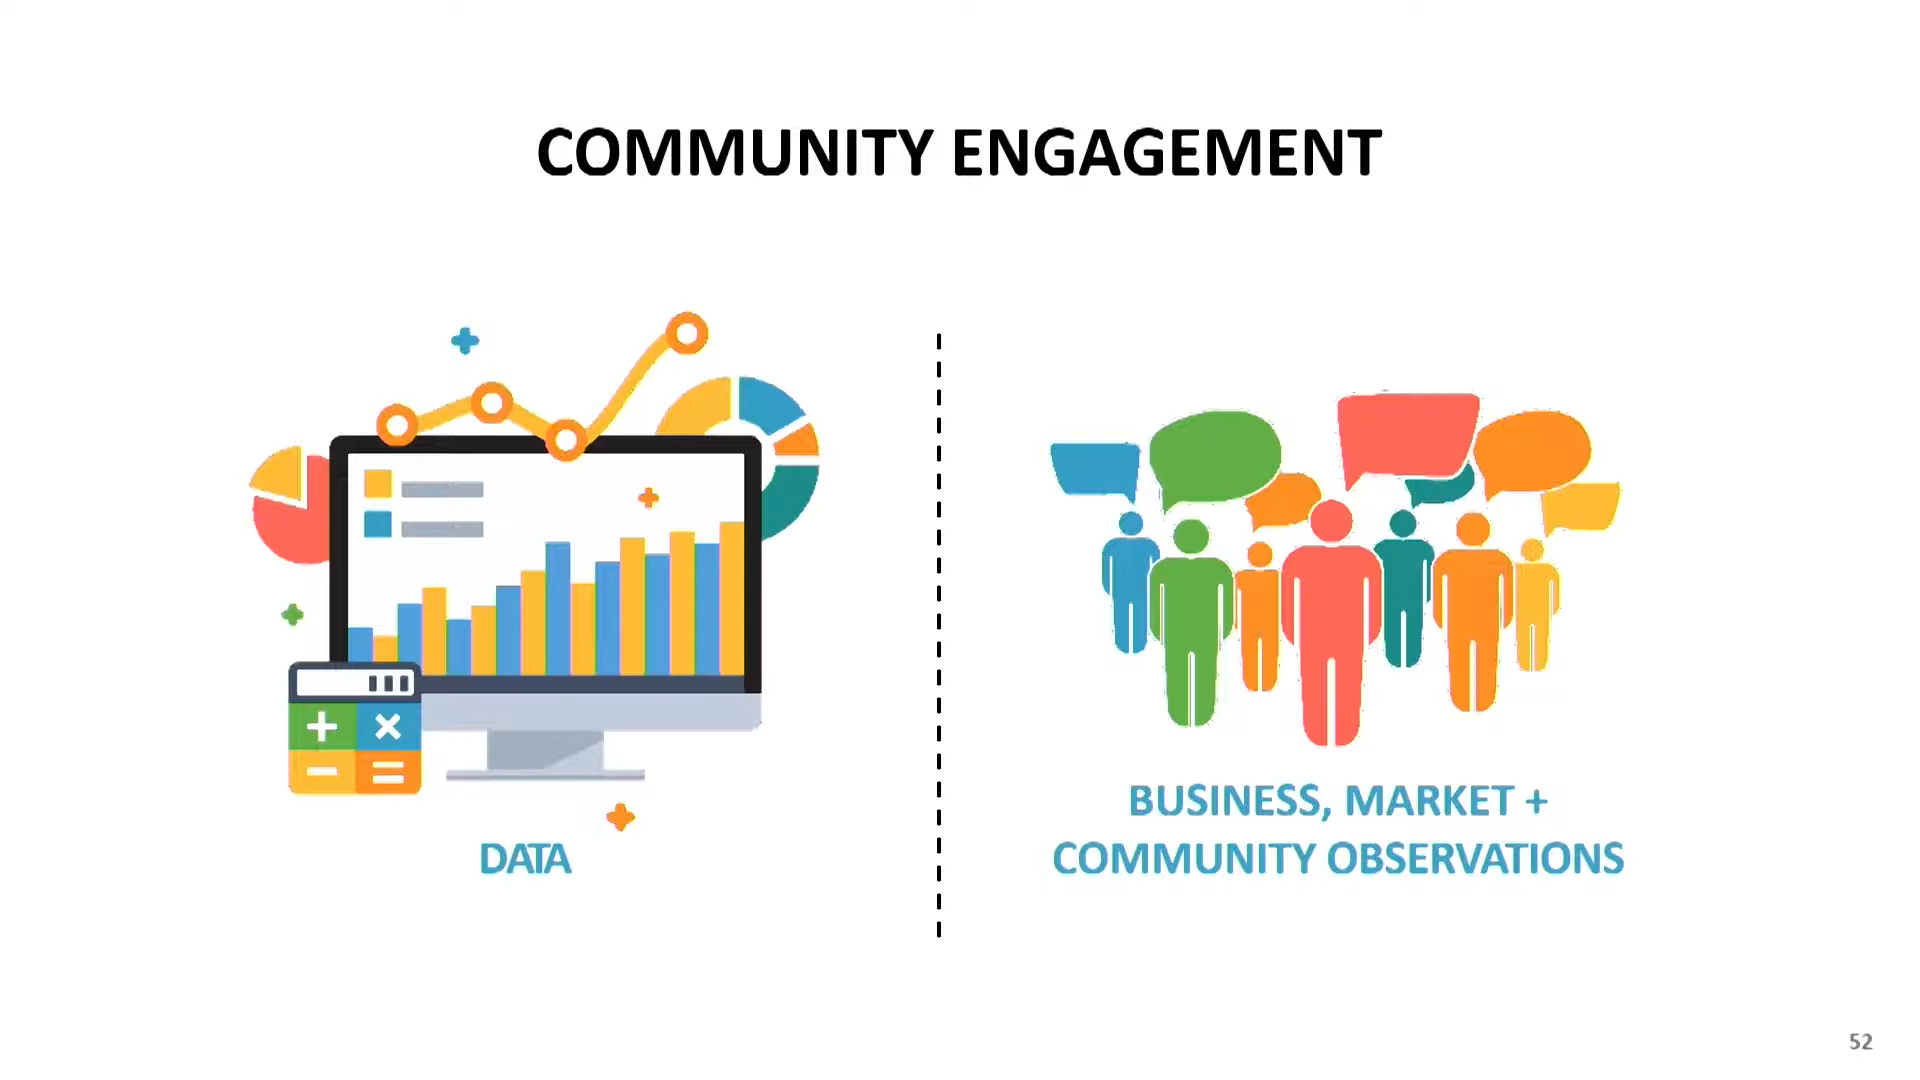 COMMUNITY ENGAGEMENT
DATA
BUSINESS, MARKET +
COMMUNITY OBSERVATIONS
52